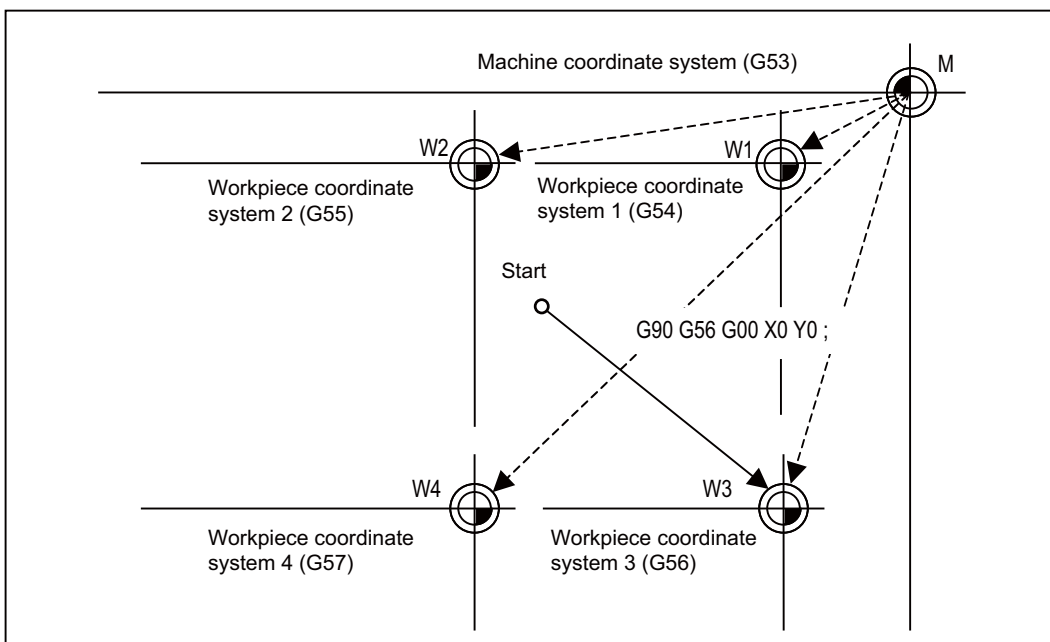 Machine coordinate system (G53)
M
W2
W1
Workpiece coordinate
system 2 (G55)
Workpiece coordinate
system 1 (G54)
Start
G90 G56 G00 X0 Y0 ;
W4
W3
Workpiece coordinate
system 4 (G57)
Workpiece coordinate
system 3 (G56)